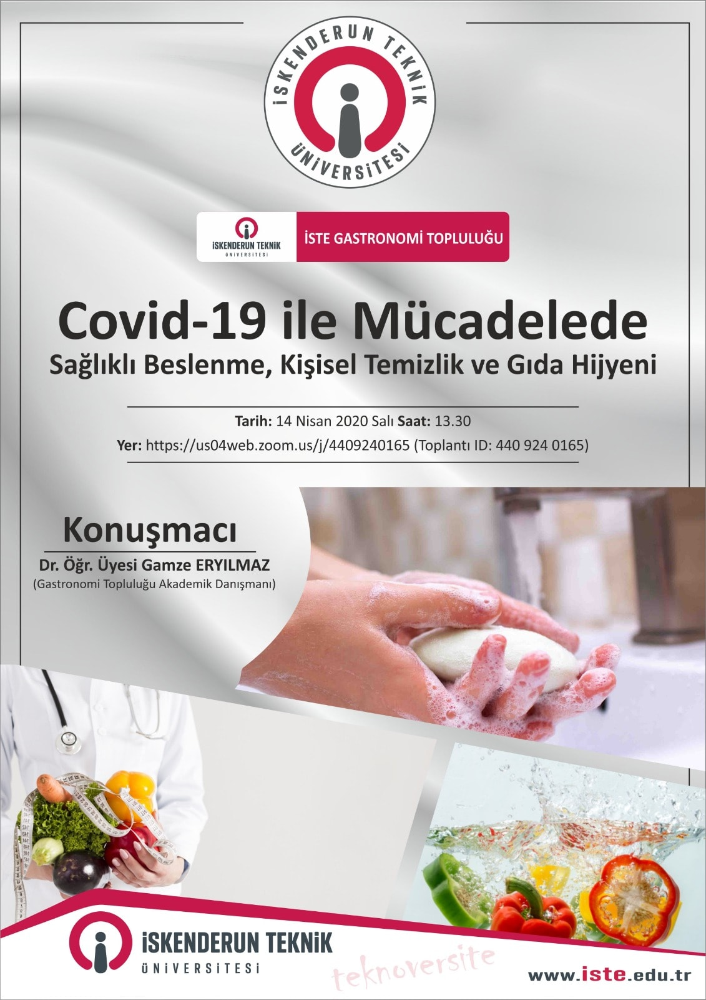 İSKENDERUN TEKNİK
ÜNİVERSİTESİ
İSKENDERUN TEKNİK
ÜNİVERSİTESİ
İSTE GASTRONOMİ TOPLULUĞU
Covid-19 ile Mücadelede
Sağlıklı Beslenme, Kişisel Temizlik ve Gıda Hijyeni
Tarih: 14 Nisan 2020 Salı Saat: 13.30
Yer: https://us04web.zoom.us/j/4409240165 (Toplantı ID: 440 924 0165)
Konuşmacı
Dr. Öğr. Üyesi Gamze ERYILMAZ
(Gastronomi Topluluğu Akademik Danışmanı)
İSKENDERUN TEKNİK
ÜNİVERSİTESİ
teknoversite
www.iste.edu.tr